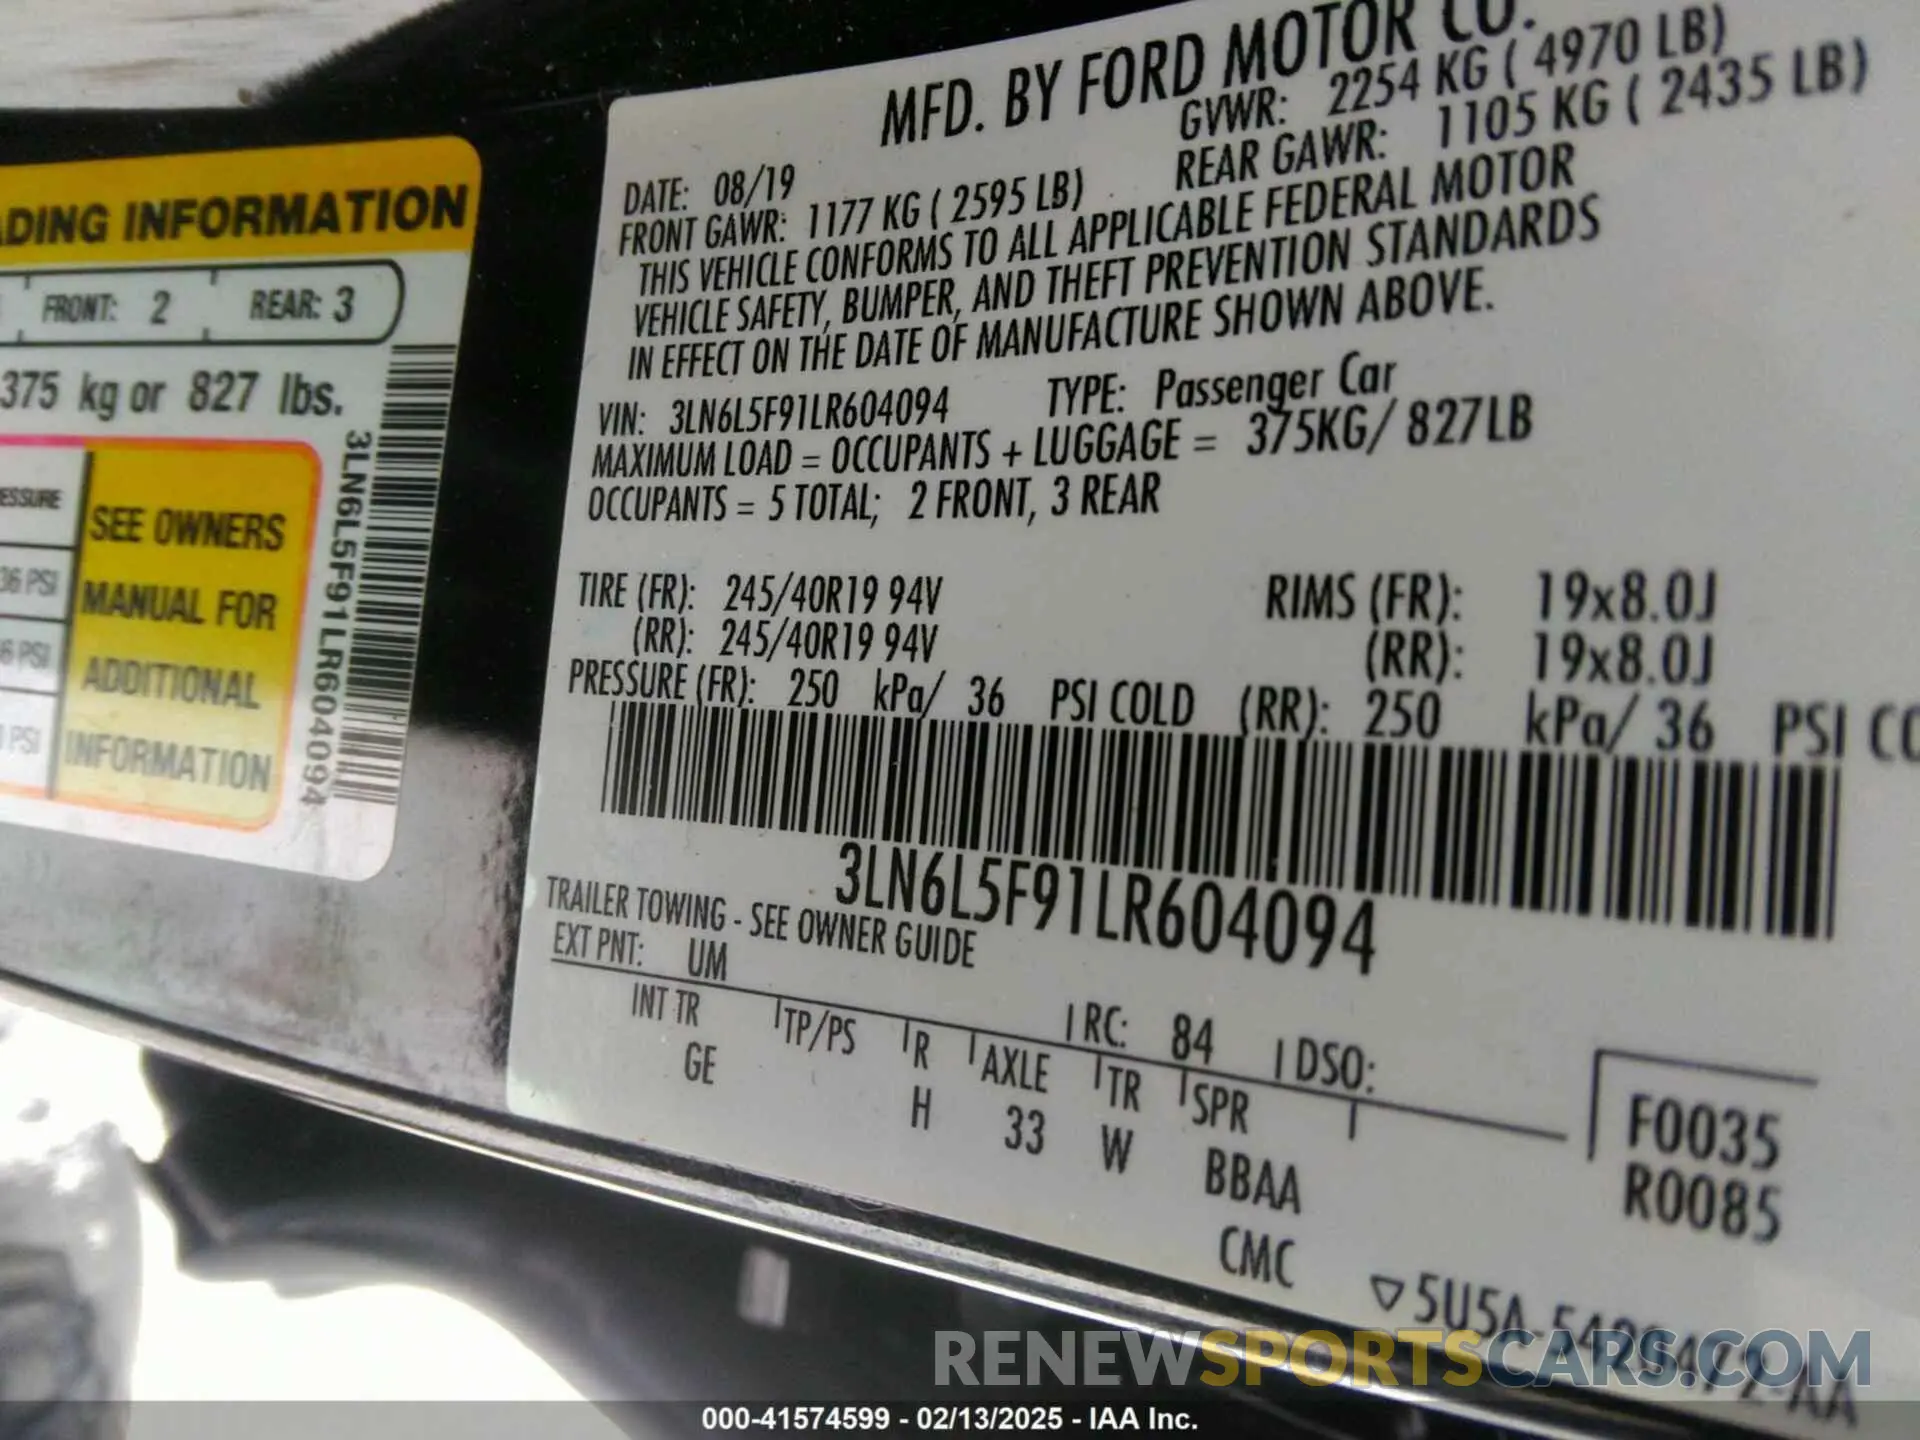 ADING INFORMATION
FRONT: 2 REAR: 3
375 kg or 827 lbs.
ESSURE
36 PSI
6 PSI
PSI
SEE OWNERS
MANUAL FOR
ADDITIONAL
INFORMATION
3LN6L5F91LR604094
MFD. BY FORD MOTOR CO.
DATE: 08/19 GVWR: 2254 KG ( 4970 LB)
FRONT GAWR: 1177 KG ( 2595 LB) REAR GAWR: 1105 KG ( 2435 LB)
THIS VEHICLE CONFORMS TO ALL APPLICABLE FEDERAL MOTOR
VEHICLE SAFETY, BUMPER, AND THEFT PREVENTION STANDARDS
IN EFFECT ON THE DATE OF MANUFACTURE SHOWN ABOVE.
VIN: 3LN6L5F91LR604094 TYPE: Passenger Car
MAXIMUM LOAD = OCCUPANTS + LUGGAGE = 375KG/ 827LB
OCCUPANTS = 5 TOTAL; 2 FRONT, 3 REAR
TIRE (FR): 245/40R19 94V RIMS (FR): 19x8.0J
(RR): 245/40R19 94V (RR): 19x8.0J
PRESSURE (FR): 250 kPa/ 36 PSI COLD (RR): 250 kPa/ 36 PSI CO
3LN6L5F91LR604094
TRAILER TOWING - SEE OWNER GUIDE
EXT PNT: UM RC: 84 DSO:
INT TR TP/PS R AXLE TR SPR
GE H 33 W BBAA
CMC
F0035
R0085
RENEWSPORTSCARS.COM
000-41574599 - 02/13/2025 - IAA Inc.